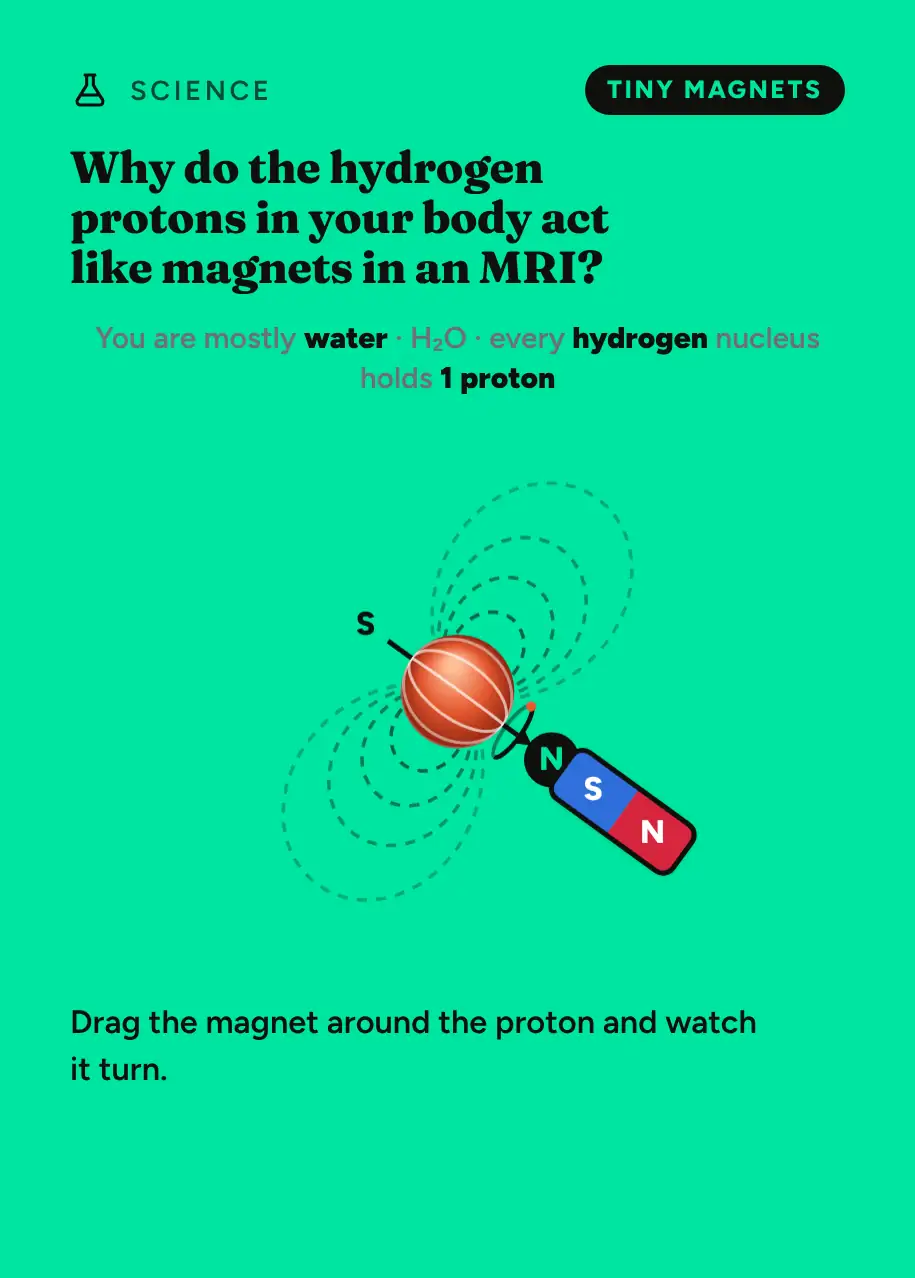 SCIENCE
TINY MAGNETS
Why do the hydrogen
protons in your body act
like magnets in an MRI?
You are mostly water · H₂O · every hydrogen nucleus
holds 1 proton
S
N
S
N
Drag the magnet around the proton and watch
it turn.